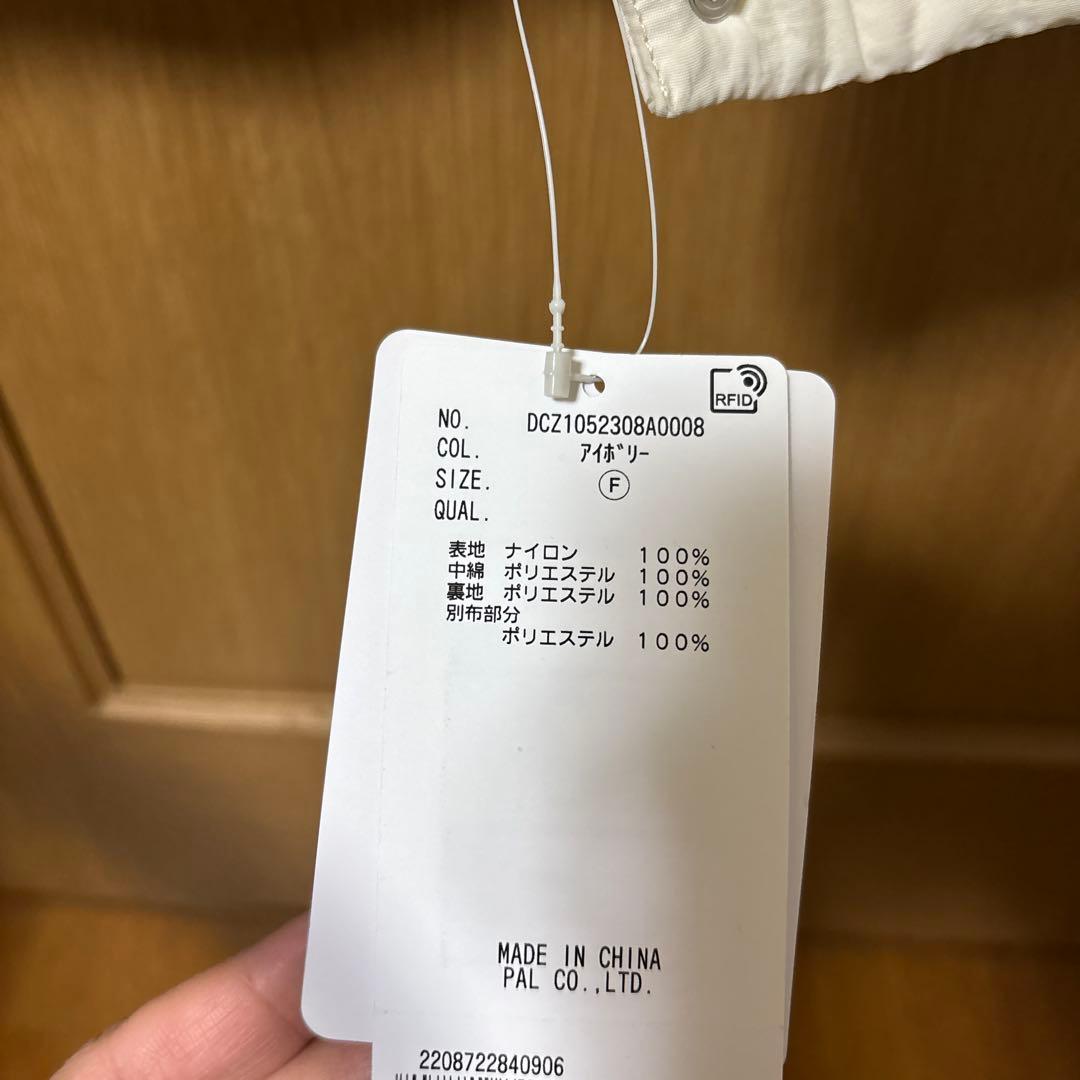 RFID
NO. DCZ1052308A0008
COL. アイボリー
SIZE. F
QUAL.
表地 ナイロン 100%
中綿 ポリエステル 100%
裏地 ポリエステル 100%
別布部分
ポリエステル 100%
MADE IN CHINA
PAL CO.,LTD.
2208722840906